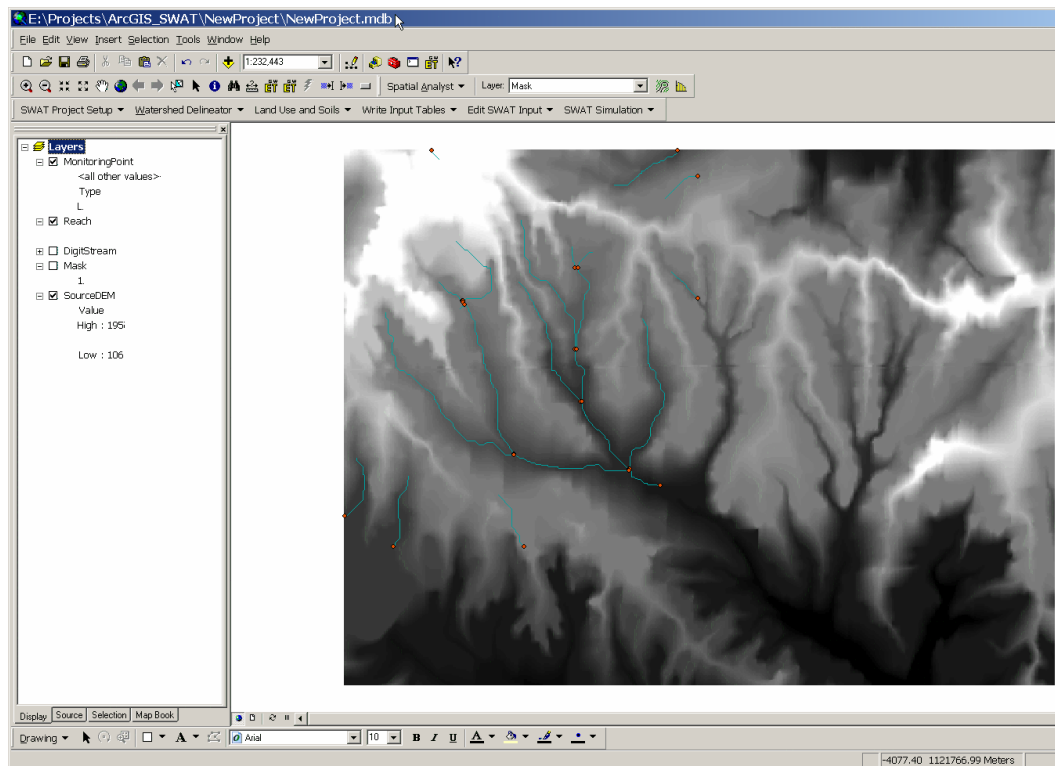 E:\Projects\ArcGIS_SWAT\NewProject\NewProject.mdb
File Edit View Insert Selection Tools Window Help
1:232,443
Spatial Analyst Layer: Mask
SWAT Project Setup Watershed Delineator Land Use and Soils Write Input Tables Edit SWAT Input SWAT Simulation
Layers
MonitoringPoint
<all other values>
Type
L
Reach
DigitStream
Mask
1.
SourceDEM
Value
High : 195
Low : 106
Display Source Selection Map Book
Drawing A Arial 10 B I U A
-4077.40 1121766.99 Meters